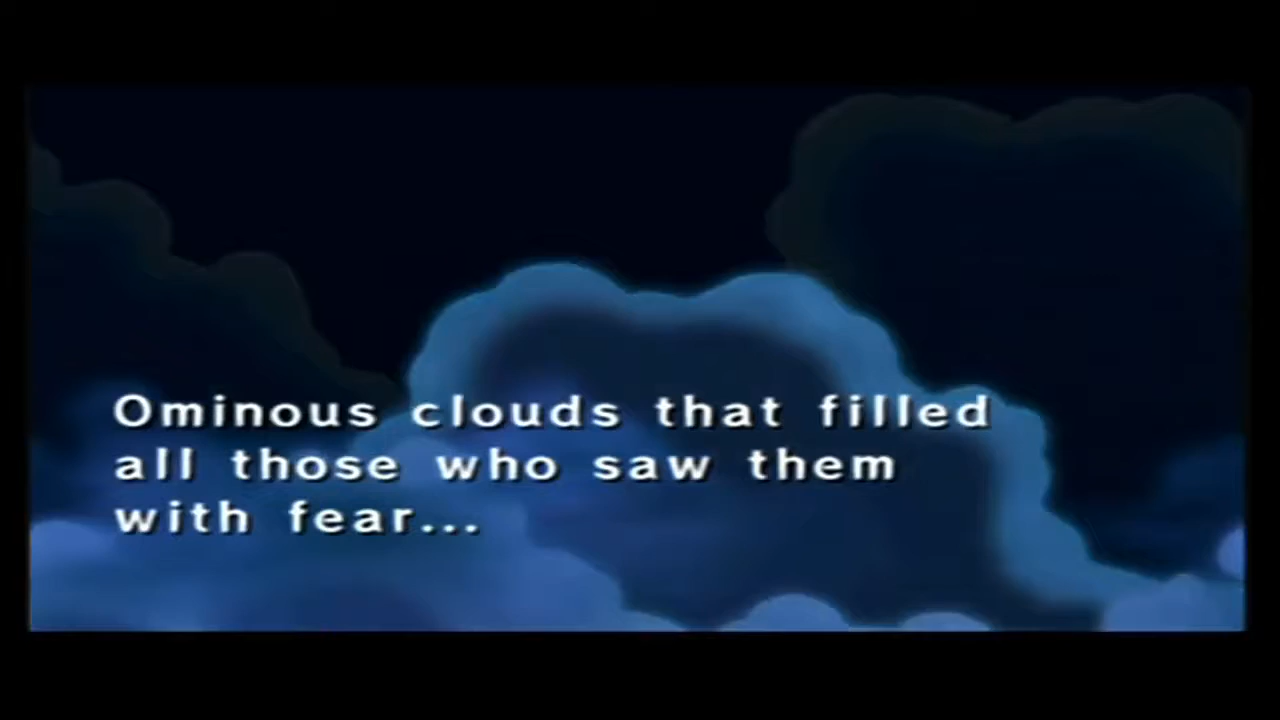 Ominous clouds that filled
all those who saw them
with fear...